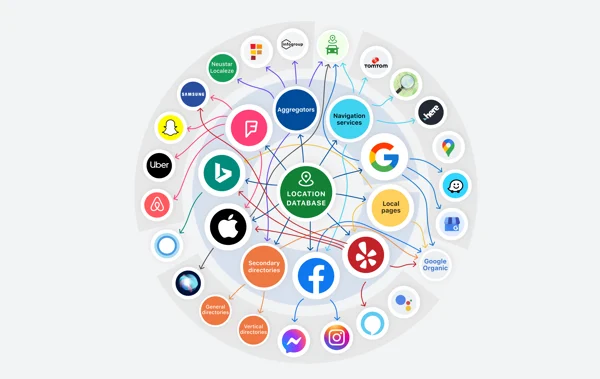 infogroup
Neustar
Localeze
TOMTOM
SAMSUNG
Aggregators
Navigation
services
here
Uber
LOCATION
DATABASE
Local
pages
Secondary
directories
Google
Organic
General
directories
Vertical
directories